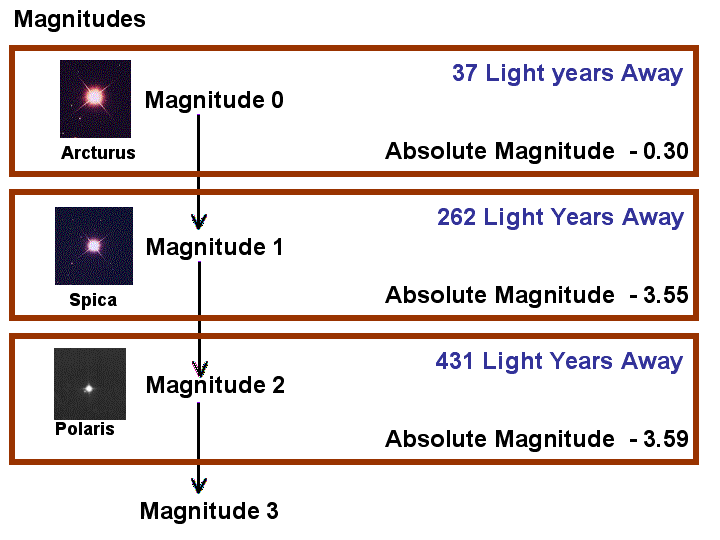 Magnitudes
37 Light years Away
Magnitude 0
Arcturus
Absolute Magnitude - 0.30
262 Light Years Away
Magnitude 1
Spica
Absolute Magnitude - 3.55
431 Light Years Away
Magnitude 2
Polaris
Absolute Magnitude - 3.59
Magnitude 3